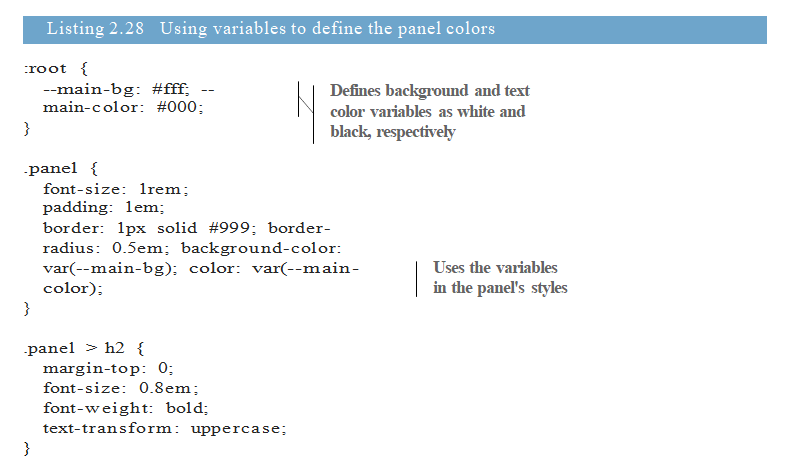 Listing 2.28 Using variables to define the panel colors
:root {
--main-bg: #fff; --
main-color: #000;
}
Defines background and text
color variables as white and
black, respectively
.panel {
font-size: 1rem;
padding: 1em;
border: 1px solid #999; border-
radius: 0.5em; background-color:
var(--main-bg); color: var(--main-
color);
}
Uses the variables
in the panel's styles
.panel > h2 {
margin-top: 0;
font-size: 0.8em;
font-weight: bold;
text-transform: uppercase;
}